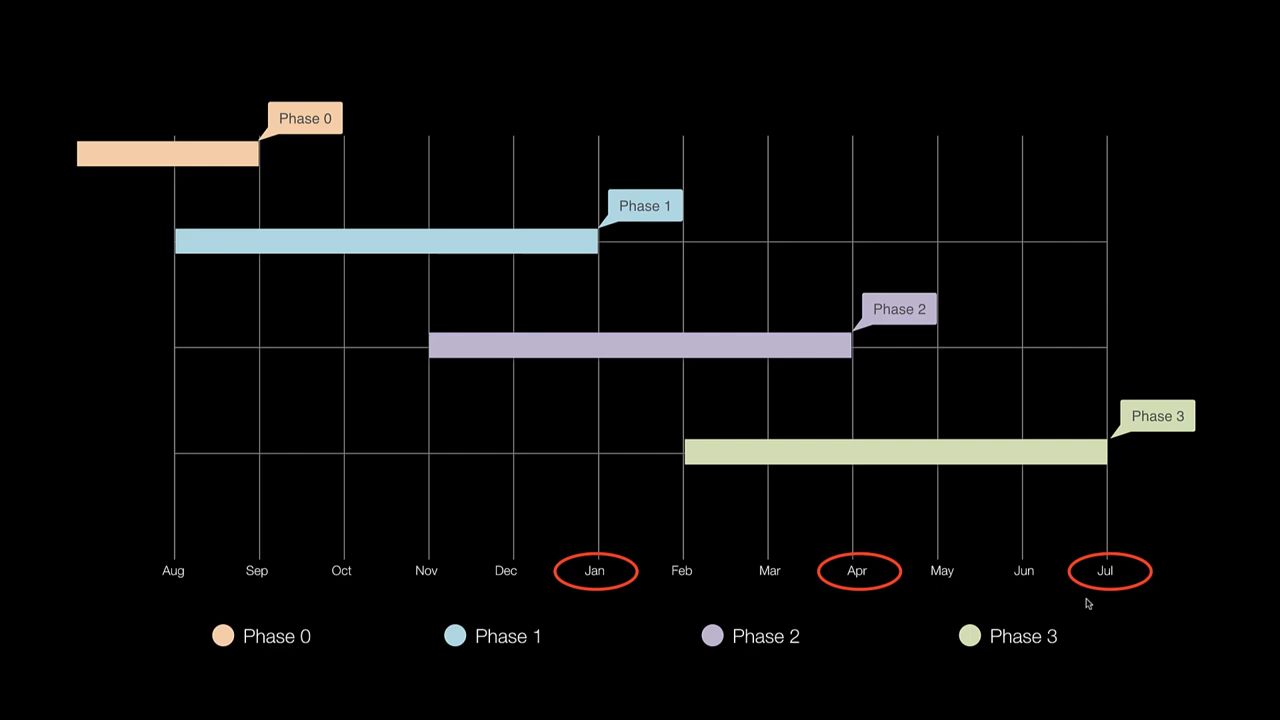 Phase 0
Phase 1
Phase 2
Phase 3
Aug Sep Oct Nov Dec Jan Feb Mar Apr May Jun Jul
Phase 0 Phase 1 Phase 2 Phase 3